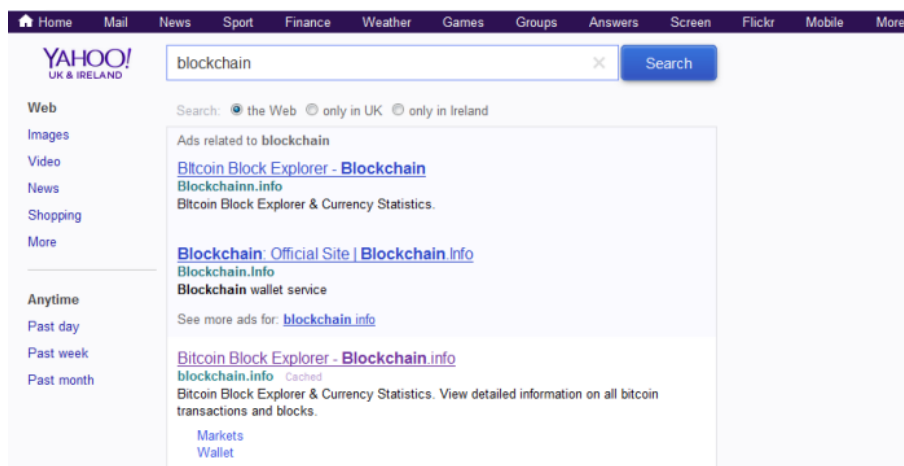 Home Mail News Sport Finance Weather Games Groups Answers Screen Flickr Mobile More
YAHOO!
UK & IRELAND
blockchain
Search
Web
Images
Video
News
Shopping
More
Anytime
Past day
Past week
Past month
Search: the Web only in UK only in Ireland
Ads related to blockchain
BItcoin Block Explorer - Blockchain
Blockchainn.info
BItcoin Block Explorer & Currency Statistics.
Blockchain: Official Site | Blockchain.Info
Blockchain.Info
Blockchain wallet service
See more ads for: blockchain info
Bitcoin Block Explorer - Blockchain.info
blockchain.info Cached
Bitcoin Block Explorer & Currency Statistics. View detailed information on all bitcoin
transactions and blocks.
Markets
Wallet